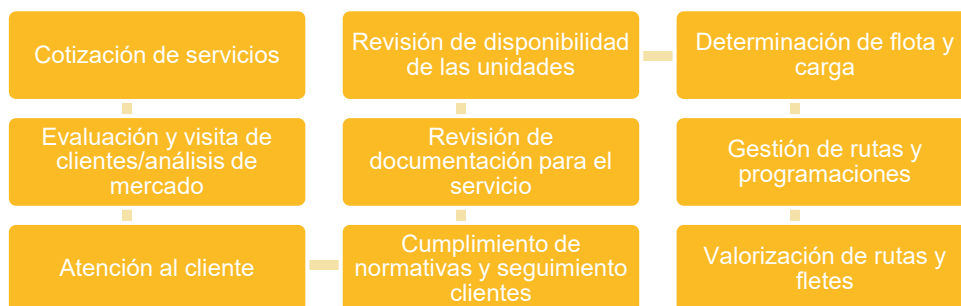 Cotización de servicios
Evaluación y visita de
clientes/análisis de
mercado
Atención al cliente
Cumplimiento de
normativas y seguimiento
clientes
Revisión de
documentación para el
servicio
Revisión de disponibilidad
de las unidades
Determinación de flota y
carga
Gestión de rutas y
programaciones
Valorización de rutas y
fletes